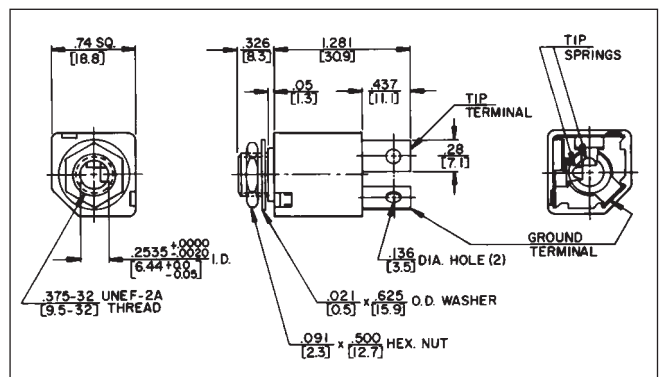 .74 SQ.
[18.8]
.326
[8.3]
1.281
[30.9]
.05
[1.3]
.437
[11.1]
TIP
TERMINAL
.28
[7.1]
TIP
SPRINGS
.2535 +.0000 -.0020 I.D.
[6.44 +0.0 -0.05]
.375-32 UNEF-2A
[9.5-32] THREAD
.136 DIA. HOLE (2)
[3.5]
GROUND
TERMINAL
.021 x .625 O.D. WASHER
[0.5] [15.9]
.091 x .500 HEX. NUT
[2.3] [12.7]